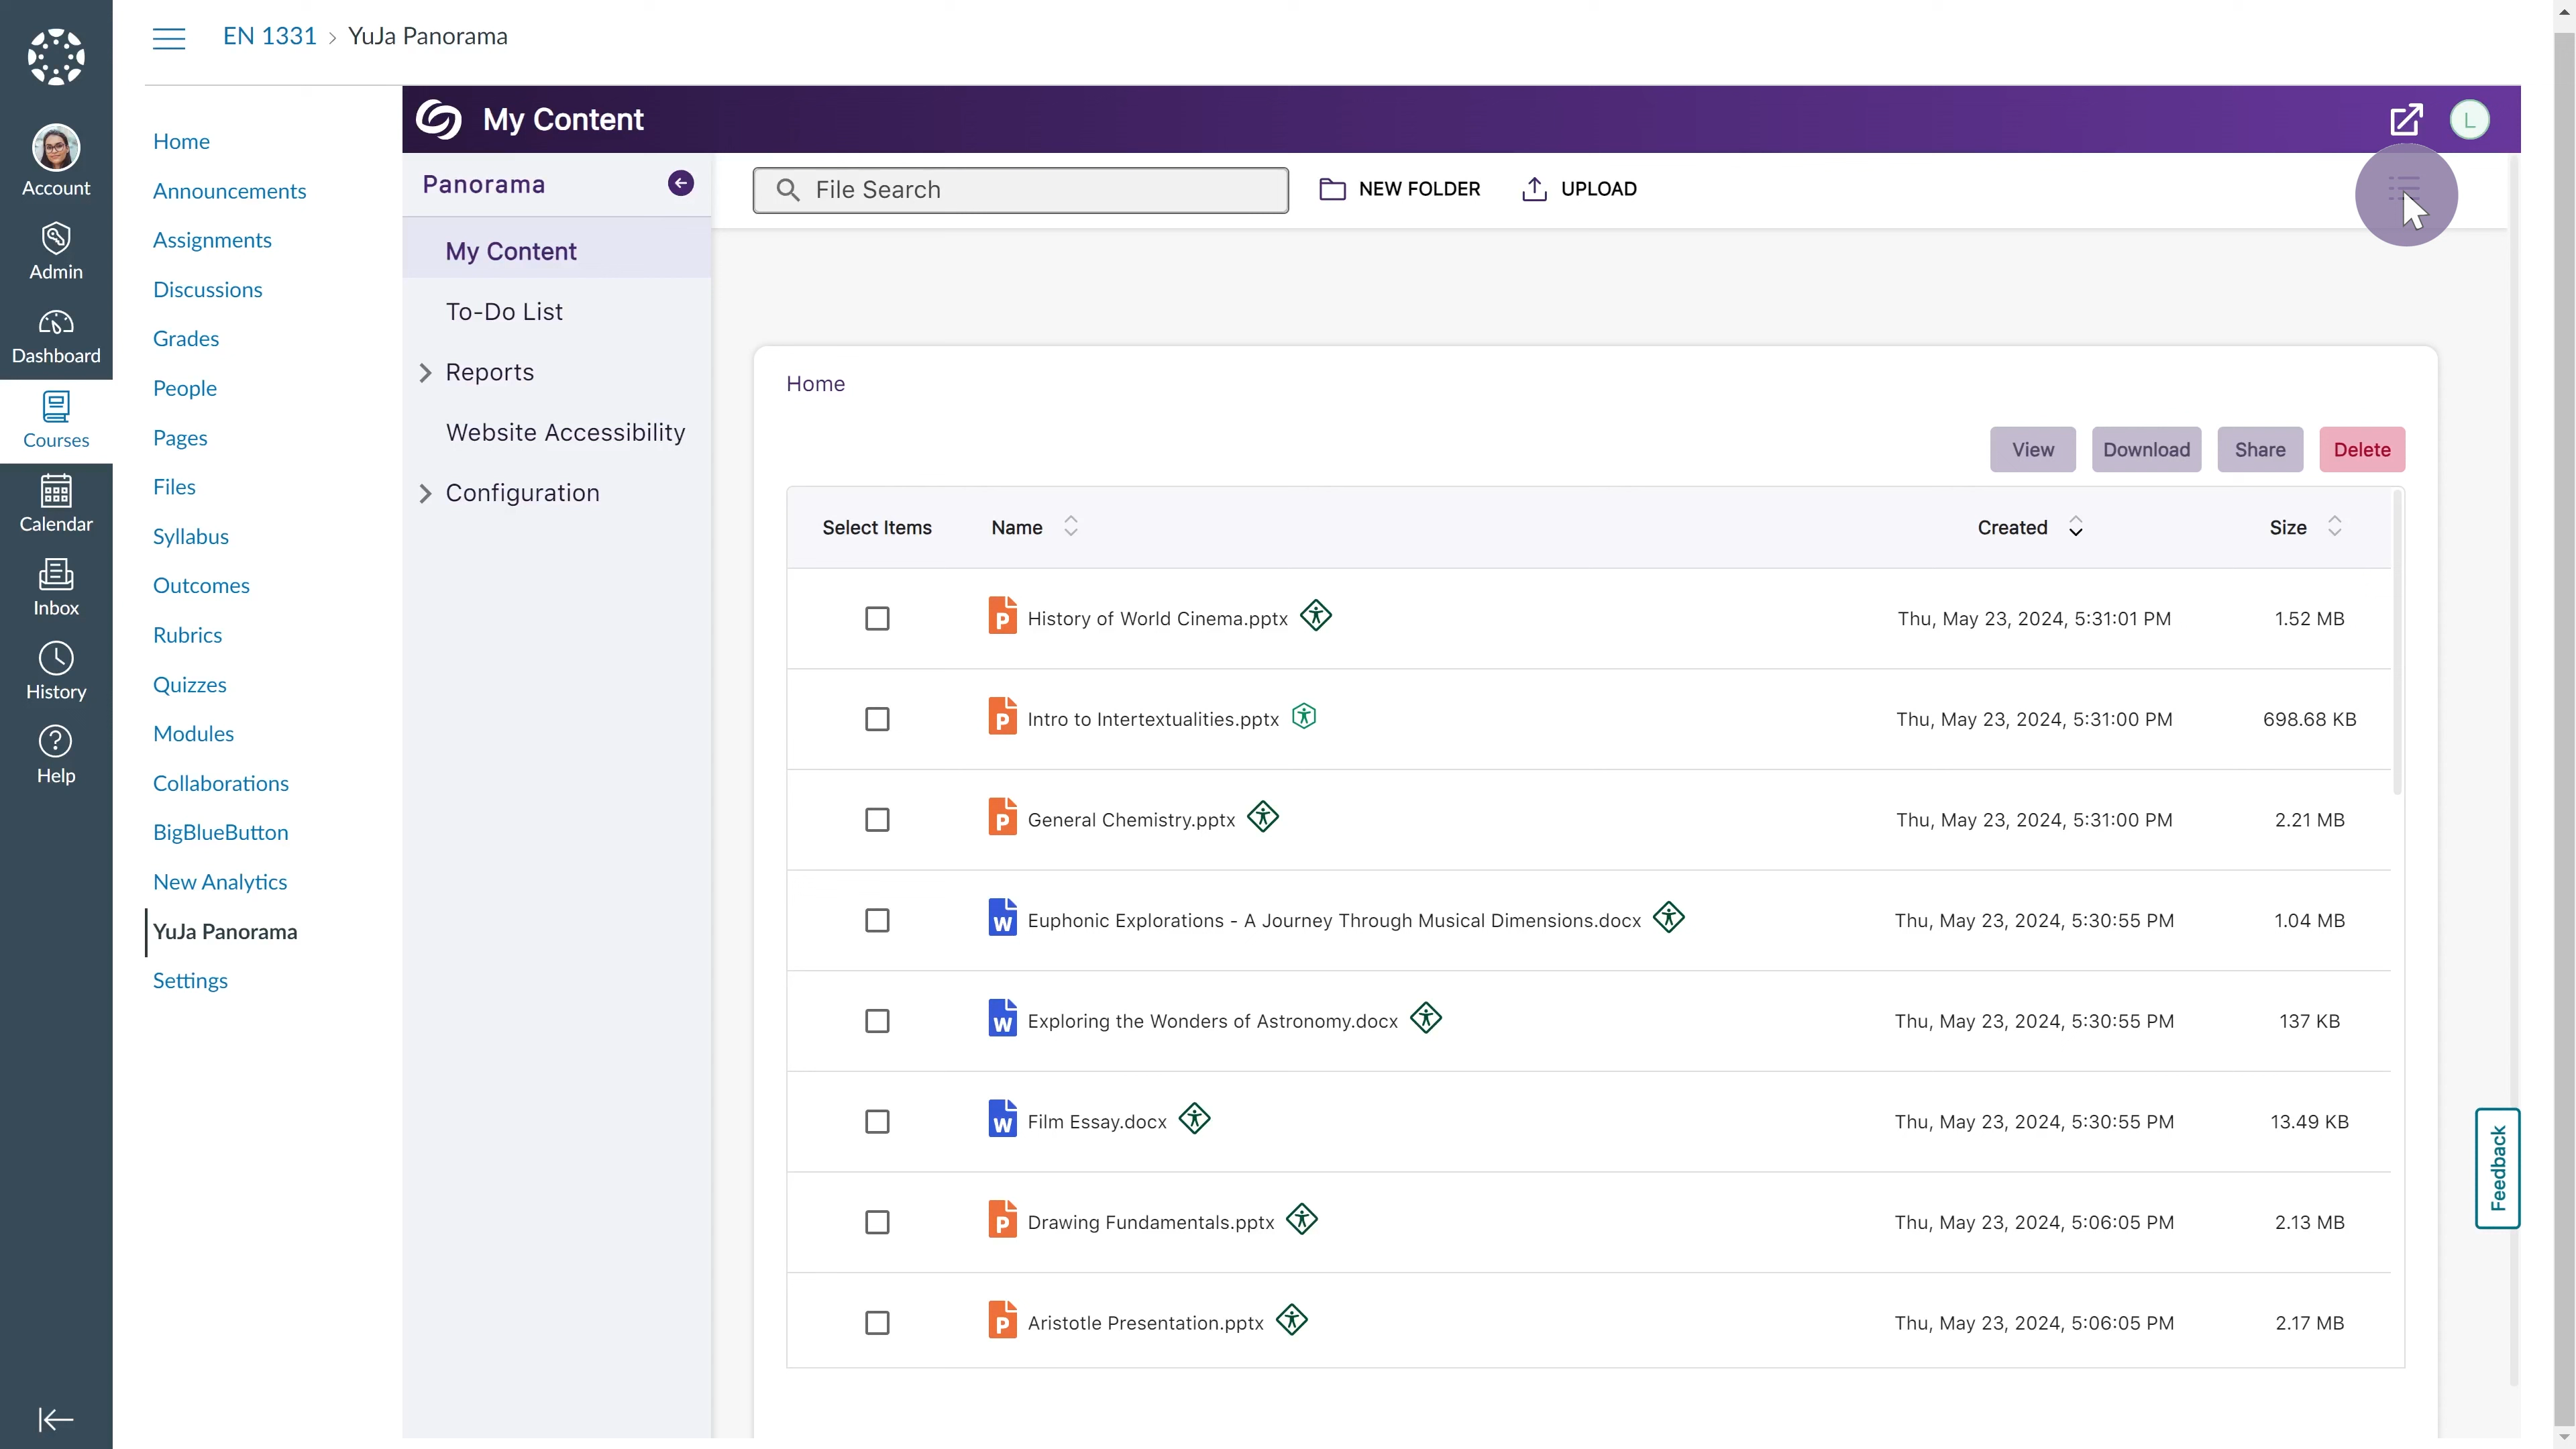 EN 1331 › YuJa Panorama
Account
Admin
Dashboard
Courses
Calendar
Inbox
History
Help
Home
Announcements
Assignments
Discussions
Grades
People
Pages
Files
Syllabus
Outcomes
Rubrics
Quizzes
Modules
Collaborations
BigBlueButton
New Analytics
YuJa Panorama
Settings
My Content
L
Panorama
My Content
To-Do List
Reports
Website Accessibility
Configuration
File Search
NEW FOLDER
UPLOAD
Home
View Download Share Delete
Select Items Name Created Size
P History of World Cinema.pptx Thu, May 23, 2024, 5:31:01 PM 1.52 MB
P Intro to Intertextualities.pptx Thu, May 23, 2024, 5:31:00 PM 698.68 KB
P General Chemistry.pptx Thu, May 23, 2024, 5:31:00 PM 2.21 MB
W Euphonic Explorations - A Journey Through Musical Dimensions.docx Thu, May 23, 2024, 5:30:55 PM 1.04 MB
W Exploring the Wonders of Astronomy.docx Thu, May 23, 2024, 5:30:55 PM 137 KB
W Film Essay.docx Thu, May 23, 2024, 5:30:55 PM 13.49 KB
P Drawing Fundamentals.pptx Thu, May 23, 2024, 5:06:05 PM 2.13 MB
P Aristotle Presentation.pptx Thu, May 23, 2024, 5:06:05 PM 2.17 MB
Feedback